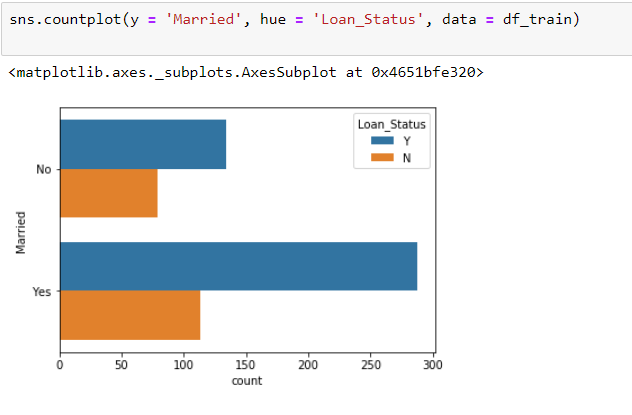 sns.countplot(y = 'Married', hue = 'Loan_Status', data = df_train)
<matplotlib.axes._subplots.AxesSubplot at 0x4651bfe320>
Loan_Status
Y
N
No
Yes
Married
0 50 100 150 200 250 300
count